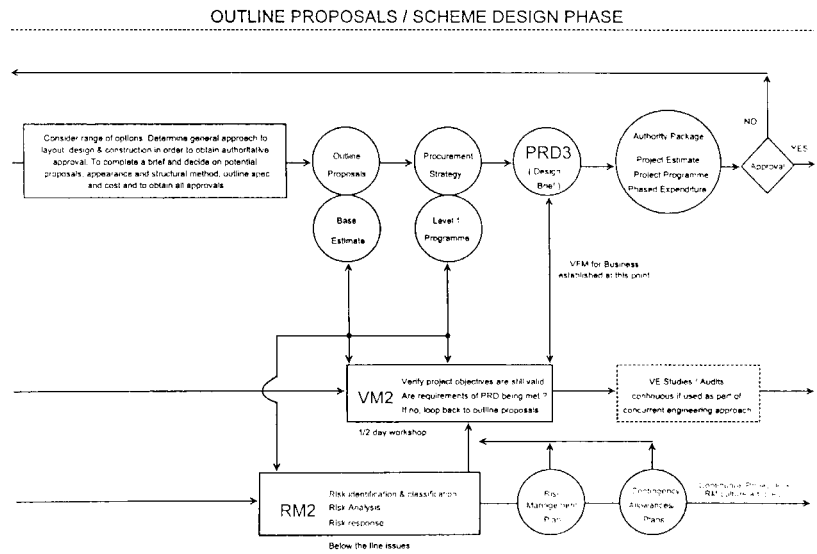 OUTLINE PROPOSALS / SCHEME DESIGN PHASE
NO
YES
Consider range of options. Determine general approach to
layout, design & construction in order to obtain authoritative
approval. To complete a brief and decide on potential
proposals, appearance and structural method, outline spec
and cost and to obtain all approvals
Outline
Proposals
Procurement
Strategy
PRD3
( Design
Brief )
Authority Package
Project Estimate
Project Programme
Phased Expenditure
Approval
Base
Estimate
Level 1
Programme
VFM for Business
established at this point
VM2
Verify project objectives are still valid
Are requirements of PRD being met ?
If no, loop back to outline proposals
1/2 day workshop
VE Studies / Audits
continuous if used as part of
concurrent engineering approach
RM2
Risk identification & classification
Risk Analysis
Risk response
Below the line issues
Risk
Management
Plan
Contingency
Allowances/
Plans